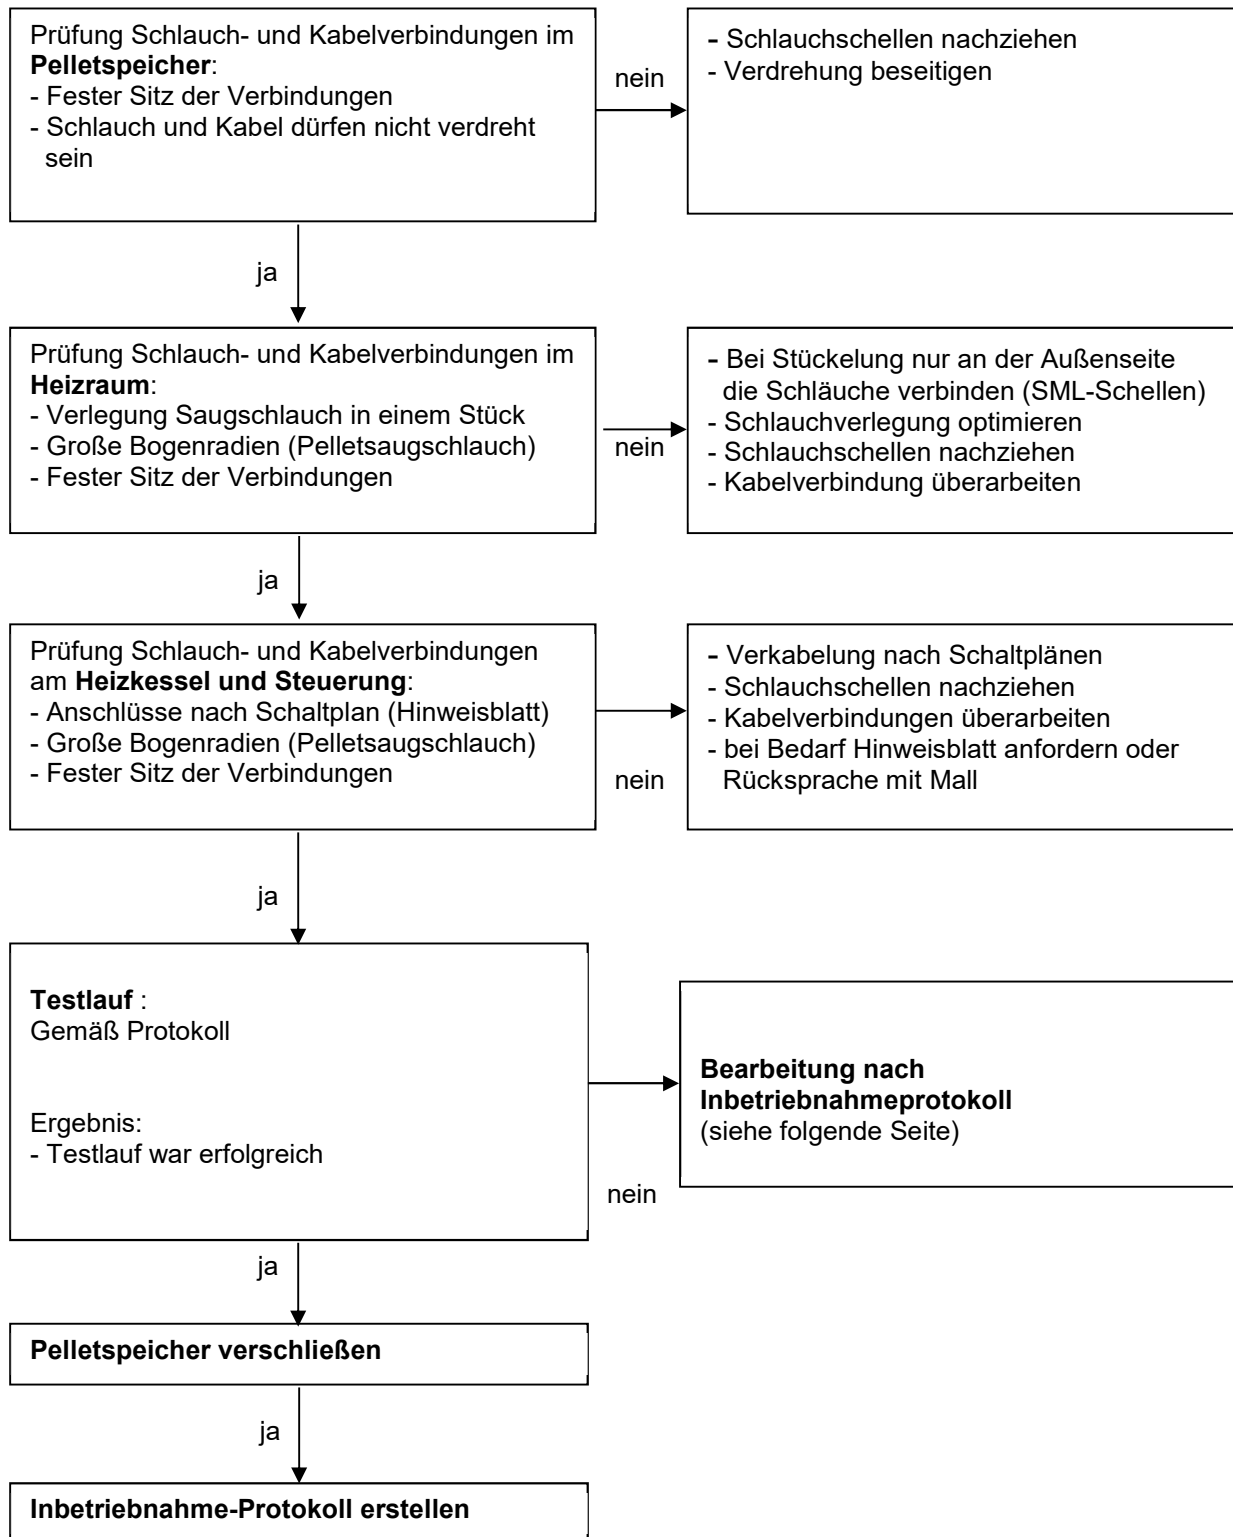 Prüfung Schlauch- und Kabelverbindungen im
Pelletspeicher:
- Fester Sitz der Verbindungen
- Schlauch und Kabel dürfen nicht verdreht
sein
nein
- Schlauchschellen nachziehen
- Verdrehung beseitigen
ja
Prüfung Schlauch- und Kabelverbindungen im
Heizraum:
- Verlegung Saugschlauch in einem Stück
- Große Bogenradien (Pelletsaugschlauch)
- Fester Sitz der Verbindungen
nein
- Bei Stückelung nur an der Außenseite
die Schläuche verbinden (SML-Schellen)
- Schlauchverlegung optimieren
- Schlauchschellen nachziehen
- Kabelverbindung überarbeiten
ja
Prüfung Schlauch- und Kabelverbindungen
am Heizkessel und Steuerung:
- Anschlüsse nach Schaltplan (Hinweisblatt)
- Große Bogenradien (Pelletsaugschlauch)
- Fester Sitz der Verbindungen
nein
- Verkabelung nach Schaltplänen
- Schlauchschellen nachziehen
- Kabelverbindungen überarbeiten
- bei Bedarf Hinweisblatt anfordern oder
Rücksprache mit Mall
ja
Testlauf :
Gemäß Protokoll
Ergebnis:
- Testlauf war erfolgreich
nein
Bearbeitung nach
Inbetriebnahmeprotokoll
(siehe folgende Seite)
ja
Pelletspeicher verschließen
ja
Inbetriebnahme-Protokoll erstellen